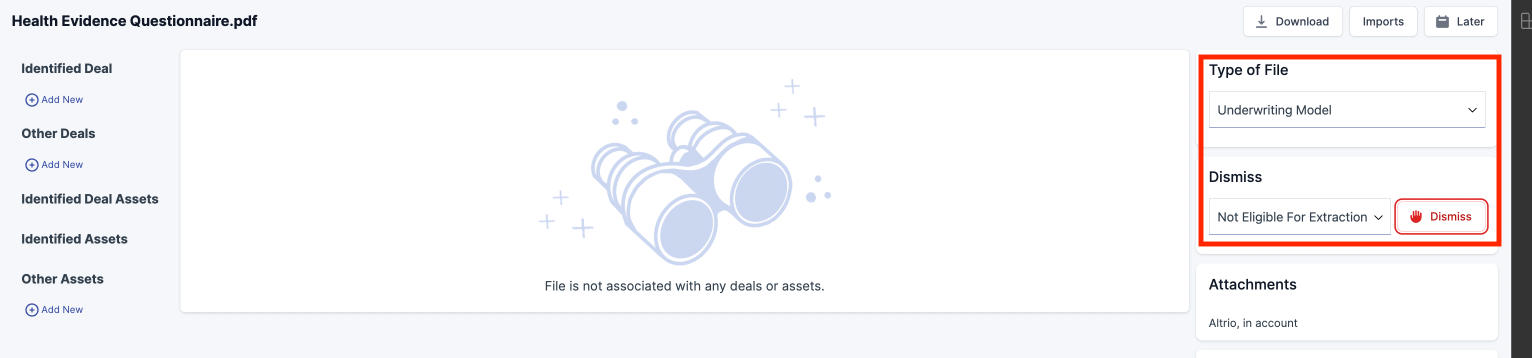 Health Evidence Questionnaire.pdf
Download
Imports
Later
Identified Deal
Add New
Other Deals
Add New
Identified Deal Assets
Identified Assets
Other Assets
Add New
File is not associated with any deals or assets.
Type of File
Underwriting Model
Dismiss
Not Eligible For Extraction
Dismiss
Attachments
Altrio, in account